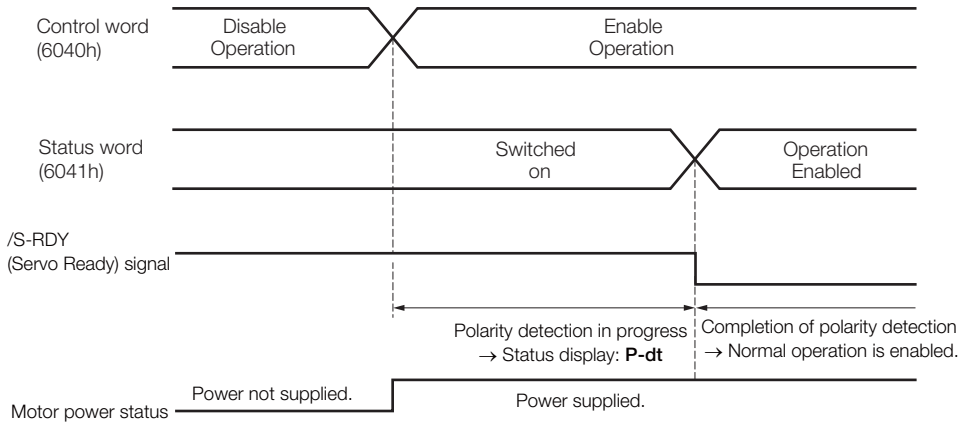 Control word
(6040h)
Disable
Operation
Enable
Operation
Status word
(6041h)
Switched
on
Operation
Enabled
/S-RDY
(Servo Ready) signal
Polarity detection in progress
→ Status display: P-dt
Completion of polarity detection
→ Normal operation is enabled.
Motor power status
Power not supplied.
Power supplied.